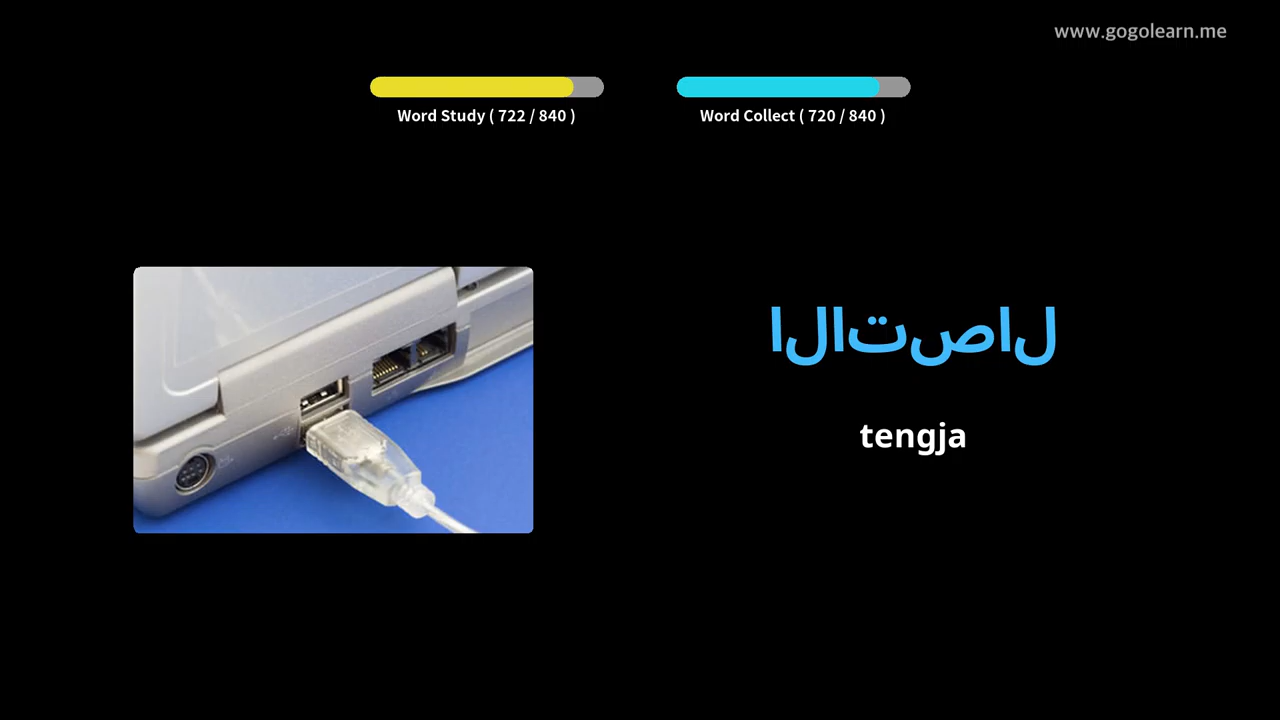 www.gogolearn.me
Word Study ( 722 / 840 )
Word Collect ( 720 / 840 )
الاتصال
tengja